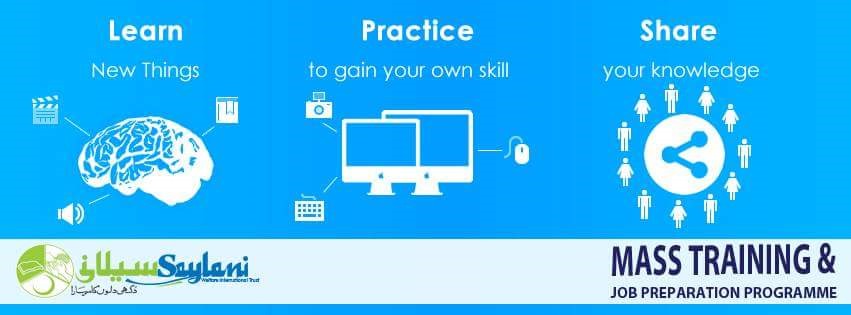 Learn
New Things
Practice
to gain your own skill
Share
your knowledge
سیلانی Saylani
Welfare International Trust
دُکھی دلوں کا سہارا
MASS TRAINING &
JOB PREPARATION PROGRAMME